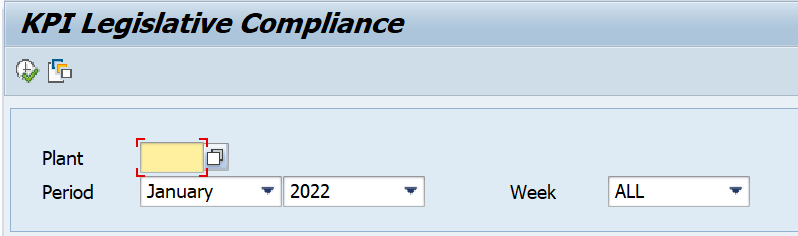 KPI Legislative Compliance
Plant
Period January 2022 Week ALL